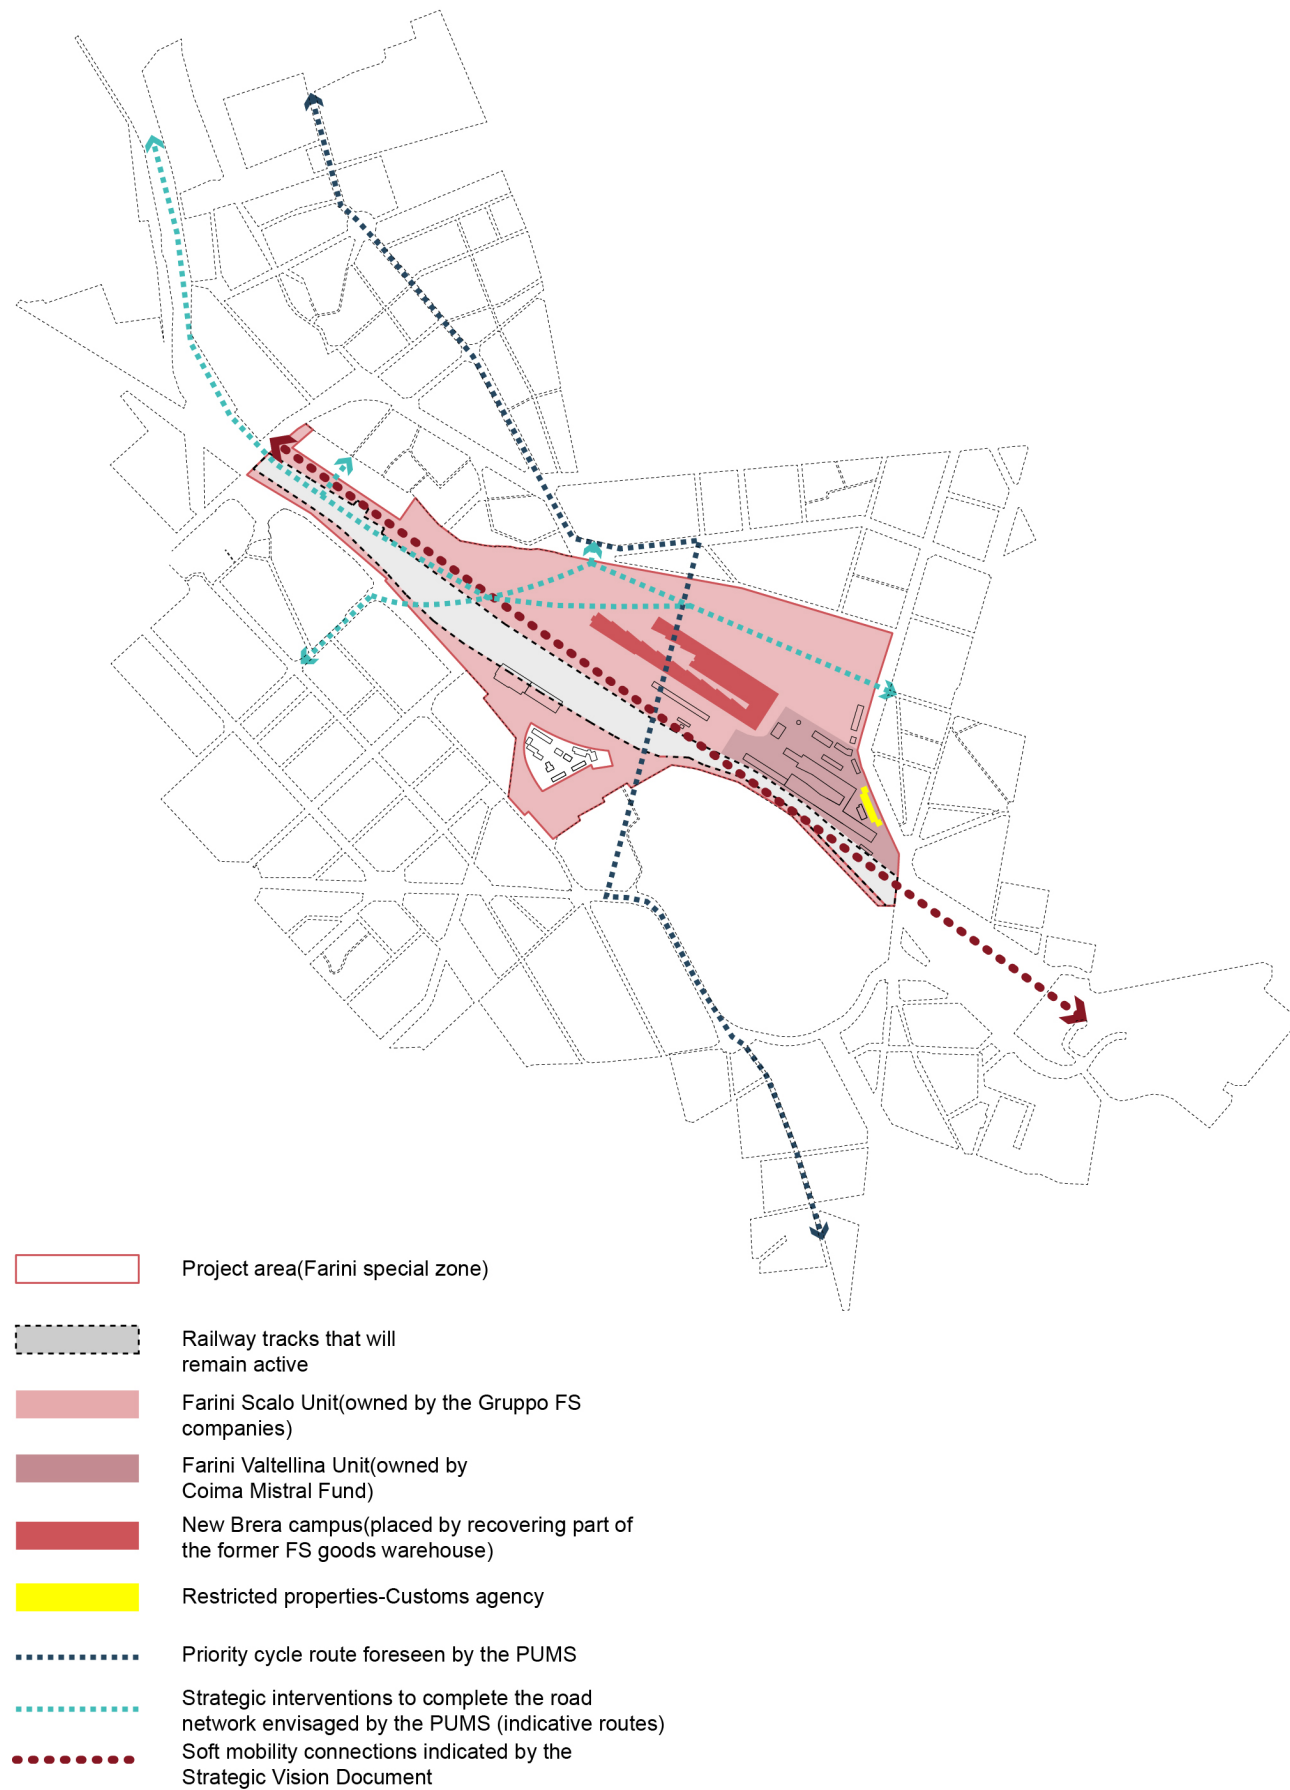 Project area(Farini special zone)
Railway tracks that will
remain active
Farini Scalo Unit(owned by the Gruppo FS
companies)
Farini Valtellina Unit(owned by
Coima Mistral Fund)
New Brera campus(placed by recovering part of
the former FS goods warehouse)
Restricted properties-Customs agency
Priority cycle route foreseen by the PUMS
Strategic interventions to complete the road
network envisaged by the PUMS (indicative routes)
Soft mobility connections indicated by the
Strategic Vision Document